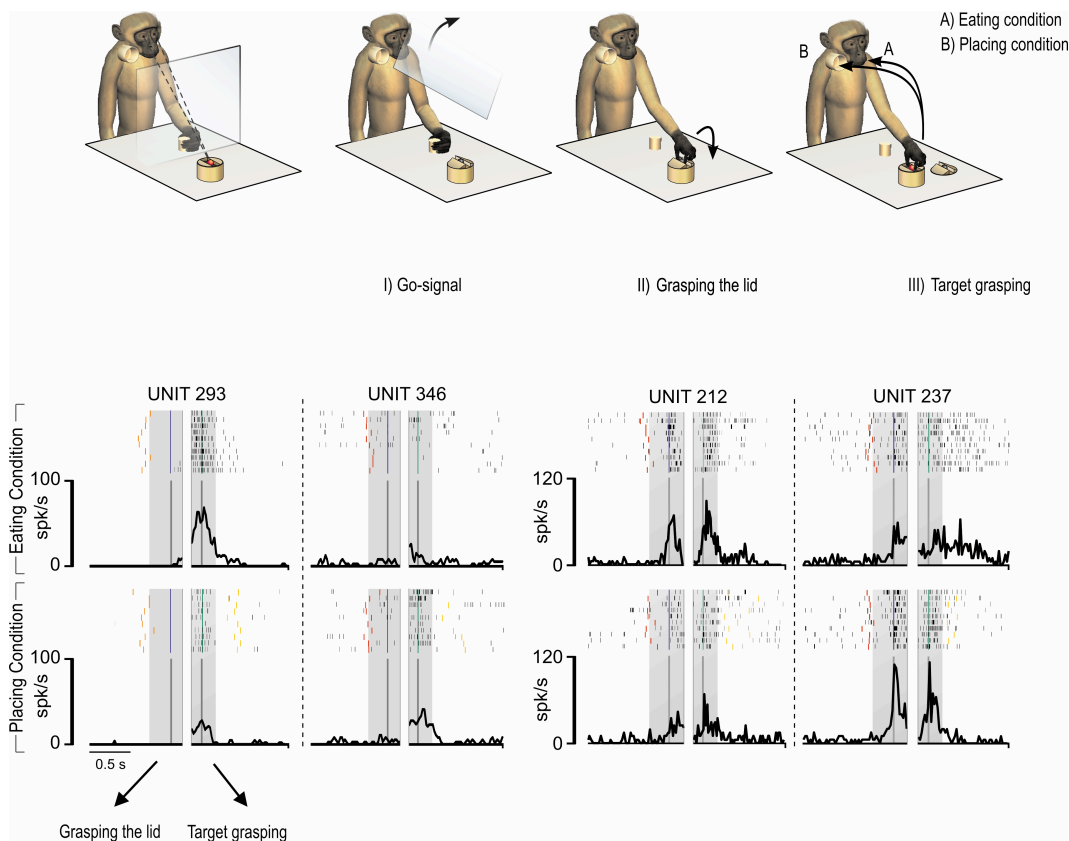 A) Eating condition
B) Placing condition
B
A
I) Go-signal
II) Grasping the lid
III) Target grasping
UNIT 293
UNIT 346
UNIT 212
UNIT 237
Eating Condition
100
spk/s
0
120
spk/s
0
Placing Condition
100
spk/s
0
120
spk/s
0
0.5 s
Grasping the lid
Target grasping